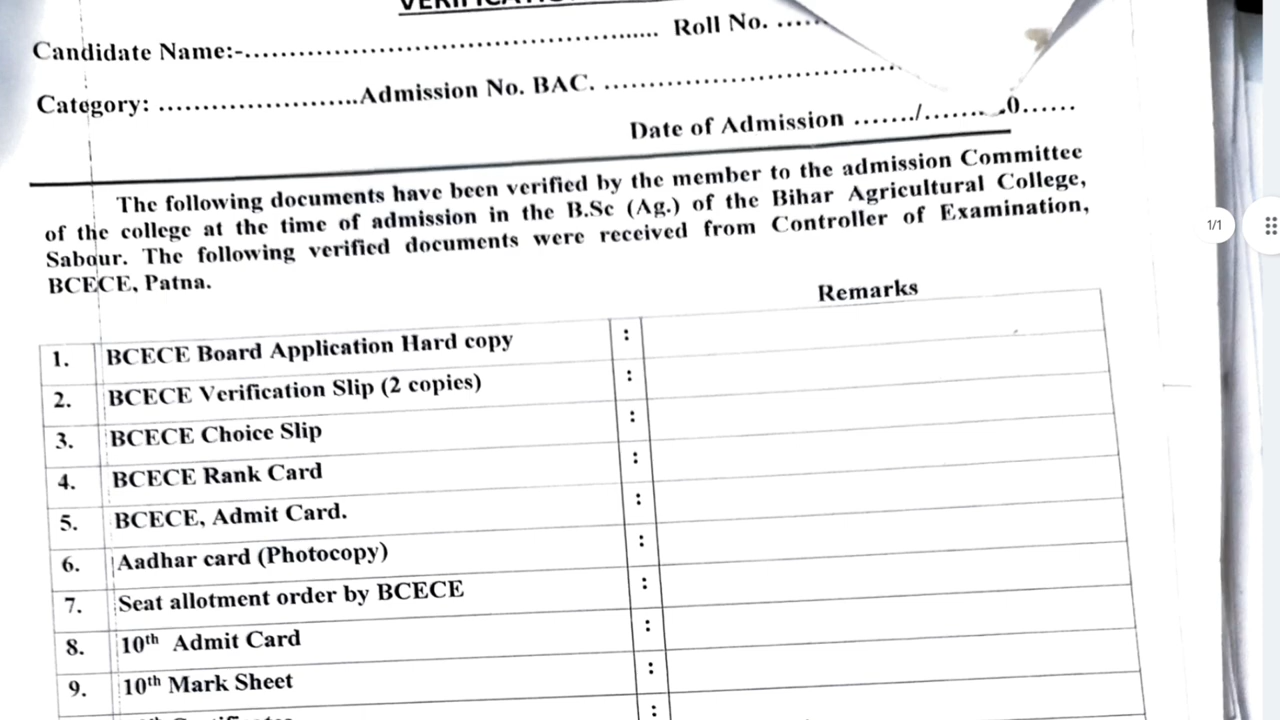 Candidate Name:-............................................... Roll No. ......
Category: .......................Admission No. BAC. ...................................
Date of Admission ......./........0......
The following documents have been verified by the member to the admission Committee
of the college at the time of admission in the B.Sc (Ag.) of the Bihar Agricultural College,
Sabour. The following verified documents were received from Controller of Examination,
BCECE, Patna.
Remarks
1. BCECE Board Application Hard copy :
2. BCECE Verification Slip (2 copies) :
3. BCECE Choice Slip :
4. BCECE Rank Card :
5. BCECE, Admit Card. :
6. Aadhar card (Photocopy) :
7. Seat allotment order by BCECE :
8. 10th Admit Card :
9. 10th Mark Sheet :
:
1/1